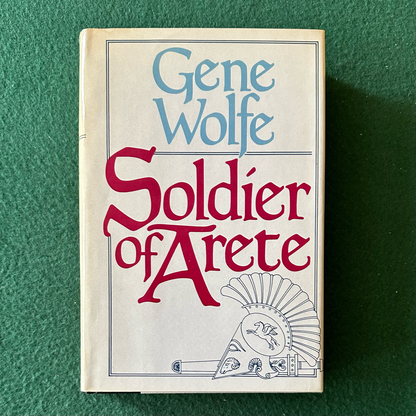 Gene
Wolfe
Soldier
of Arete